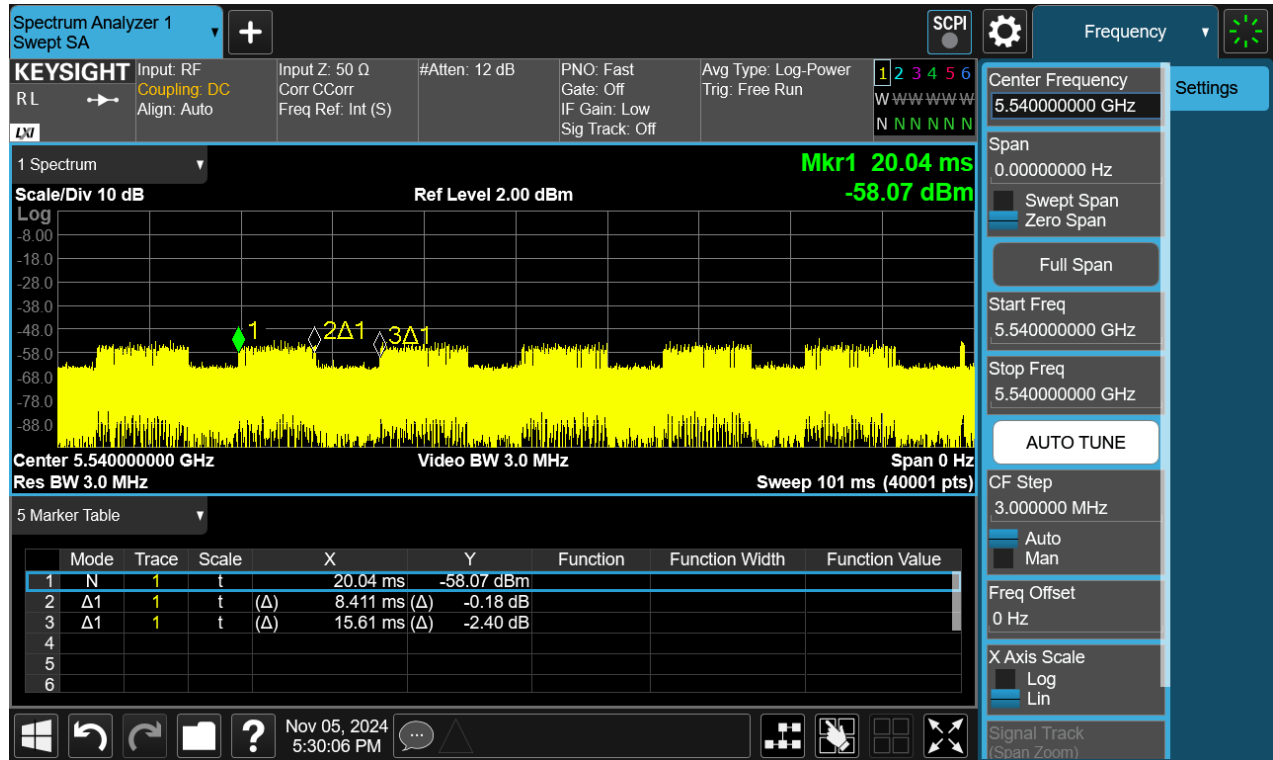 Spectrum Analyzer 1
Swept SA
SCPI
Frequency
KEYSIGHT
RL
LXI
Input: RF
Coupling: DC
Align: Auto
Input Z: 50 Ω
Corr CCorr
Freq Ref: Int (S)
#Atten: 12 dB
PNO: Fast
Gate: Off
IF Gain: Low
Sig Track: Off
Avg Type: Log-Power
Trig: Free Run
1 2 3 4 5 6
W W W W W W
N N N N N N
1 Spectrum
Mkr1 20.04 ms
-58.07 dBm
Scale/Div 10 dB
Ref Level 2.00 dBm
Log
-8.00
-18.0
-28.0
-38.0
-48.0
-58.0
-68.0
-78.0
-88.0
1
2Δ1
3Δ1
Center 5.540000000 GHz
Video BW 3.0 MHz
Span 0 Hz
Res BW 3.0 MHz
Sweep 101 ms (40001 pts)
5 Marker Table
Mode Trace Scale X Y Function Function Width Function Value
1 N 1 t 20.04 ms -58.07 dBm
2 Δ1 1 t (Δ) 8.411 ms (Δ) -0.18 dB
3 Δ1 1 t (Δ) 15.61 ms (Δ) -2.40 dB
4
5
6
?
Nov 05, 2024
5:30:06 PM
Center Frequency
5.540000000 GHz
Settings
Span
0.00000000 Hz
Swept Span
Zero Span
Full Span
Start Freq
5.540000000 GHz
Stop Freq
5.540000000 GHz
AUTO TUNE
CF Step
3.000000 MHz
Auto
Man
Freq Offset
0 Hz
X Axis Scale
Log
Lin
Signal Track
(Span Zoom)